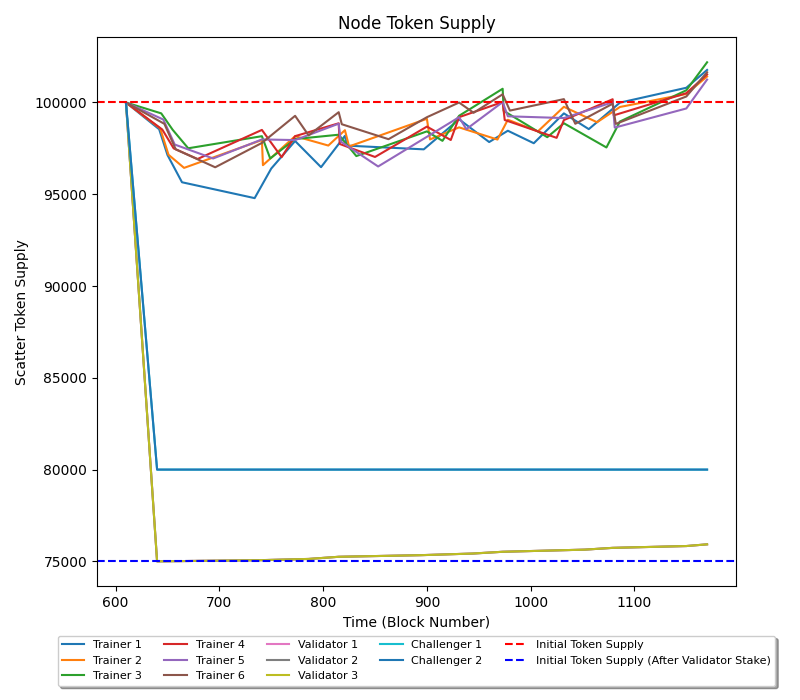 Node Token Supply
Scatter Token Supply
100000
95000
90000
85000
80000
75000
600 700 800 900 1000 1100
Time (Block Number)
Trainer 1 Trainer 4 Validator 1 Challenger 1 Initial Token Supply
Trainer 2 Trainer 5 Validator 2 Challenger 2 Initial Token Supply (After Validator Stake)
Trainer 3 Trainer 6 Validator 3